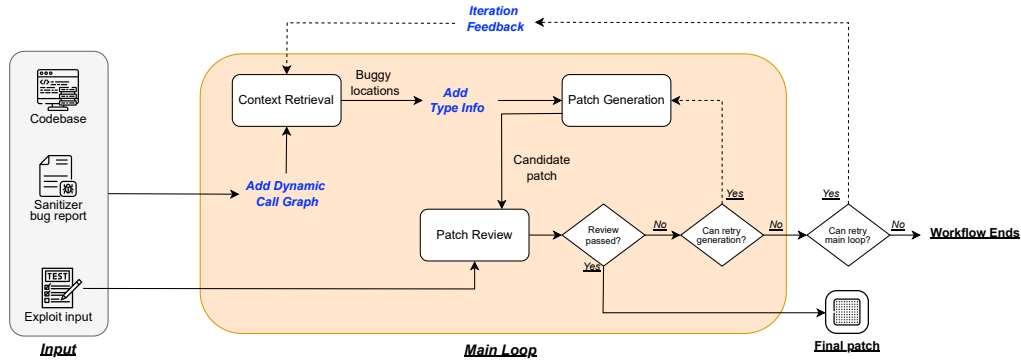 Iteration
Feedback
Codebase
Sanitizer
bug report
TEST
Exploit input
Input
Context Retrieval
Buggy
locations
Add
Type Info
Patch Generation
Add Dynamic
Call Graph
Candidate
patch
Patch Review
Review
passed?
No
Yes
Can retry
generation?
Yes
No
Can retry
main loop?
Yes
No
Workflow Ends
Final patch
Main Loop